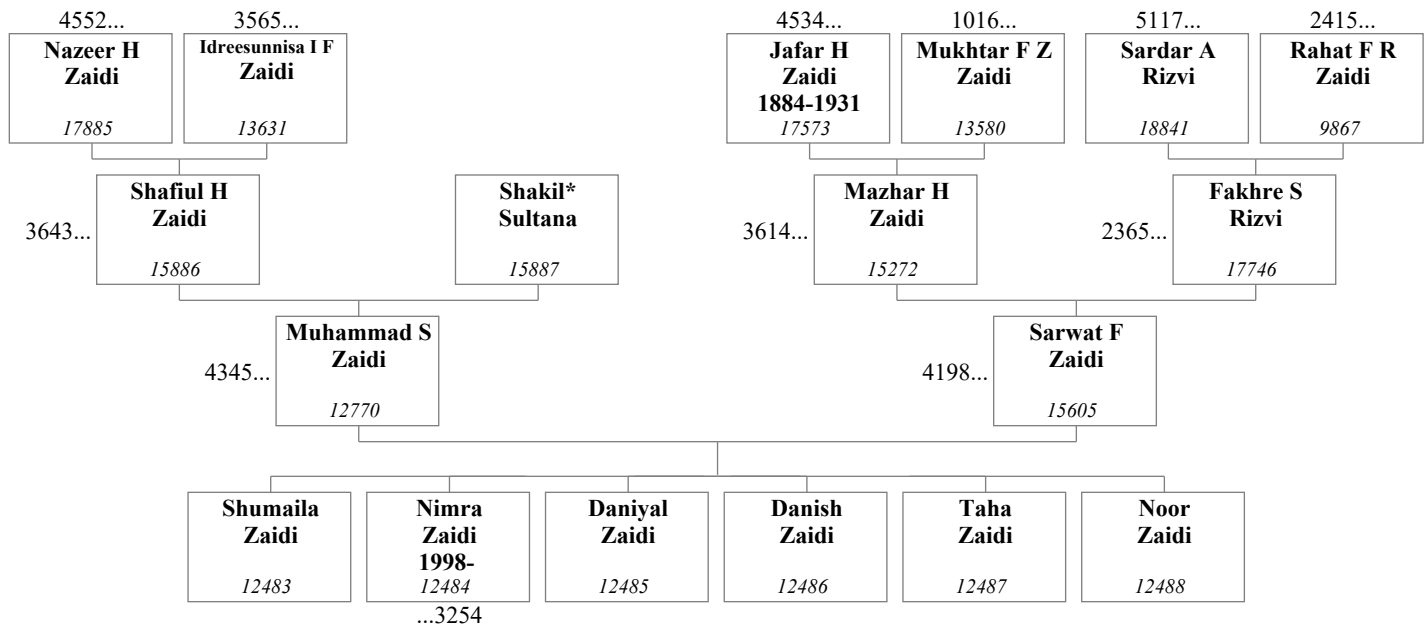 4552...
3565...
4534...
1016...
5117...
2415...
Nazeer H
Zaidi
17885
Idreesunnisa I F
Zaidi
13631
Jafar H
Zaidi
1884-1931
17573
Mukhtar F Z
Zaidi
13580
Sardar A
Rizvi
18841
Rahat F R
Zaidi
9867
3643...
Shafiul H
Zaidi
15886
Shakil*
Sultana
15887
3614...
Mazhar H
Zaidi
15272
2365...
Fakhre S
Rizvi
17746
4345...
Muhammad S
Zaidi
12770
4198...
Sarwat F
Zaidi
15605
Shumaila
Zaidi
12483
Nimra
Zaidi
1998-
12484
...3254
Daniyal
Zaidi
12485
Danish
Zaidi
12486
Taha
Zaidi
12487
Noor
Zaidi
12488